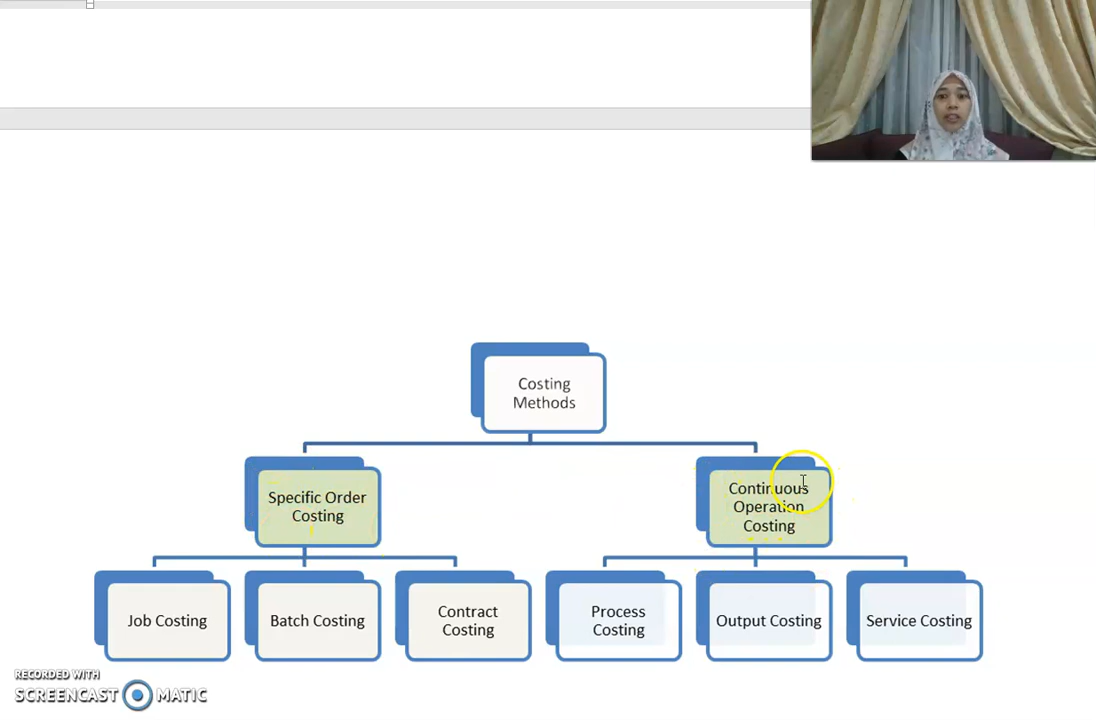 Costing
Methods
Specific Order
Costing
Continuous
Operation
Costing
Job Costing
Batch Costing
Contract
Costing
Process
Costing
Output Costing
Service Costing
RECORDED WITH
SCREENCAST MATIC